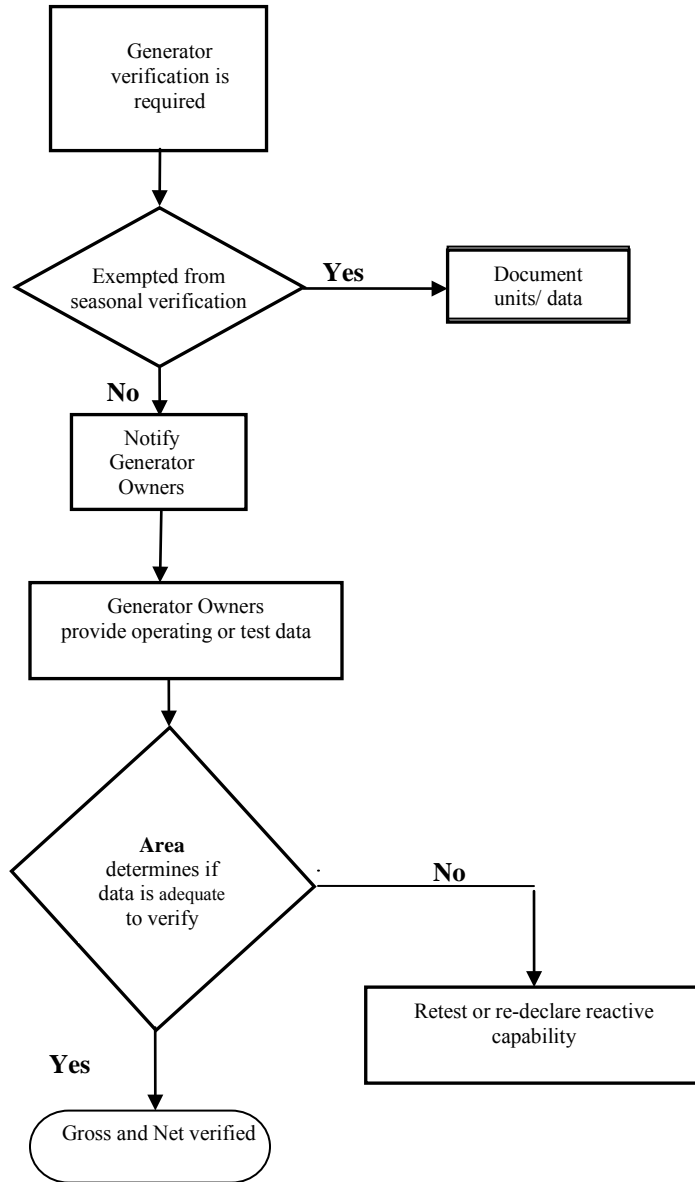 Generator
verification is
required
Exempted from
seasonal verification
Yes
Document
units/ data
No
Notify
Generator
Owners
Generator Owners
provide operating or test data
Area
determines if
data is adequate
to verify
No
Retest or re-declare reactive
capability
Yes
Gross and Net verified